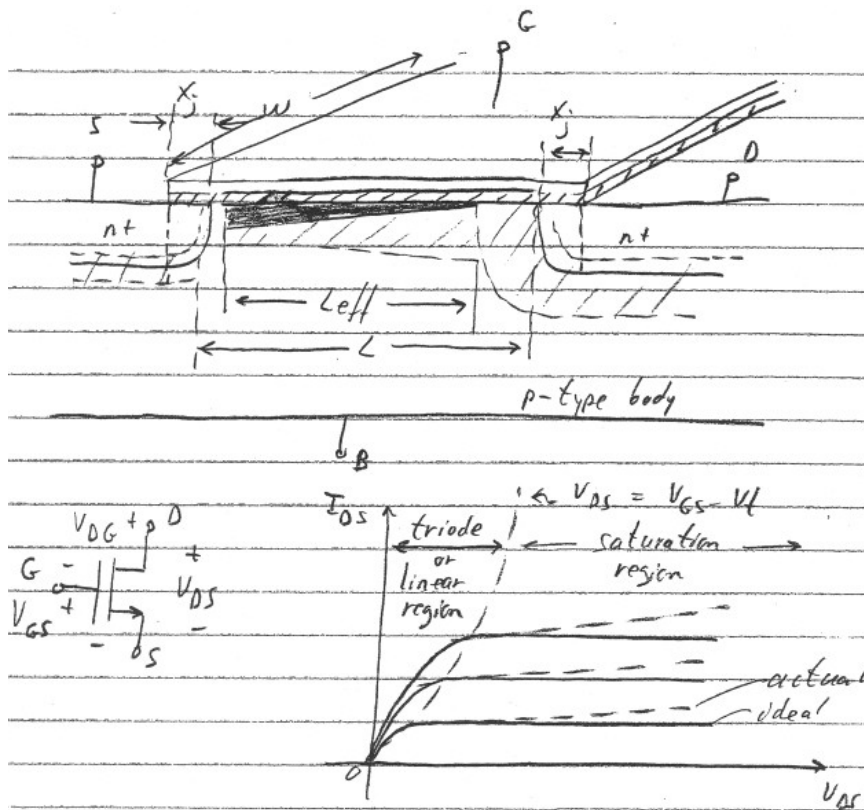 G
Xj
W
Xj
S
D
n+
n+
Leff
L
p-type body
B
IDS
VDS = VGS - Vt
triode
or
linear
region
saturation
region
VDG + D
- +
G
+ VDS
VGS
- -
S
actual
ideal
0
VDS